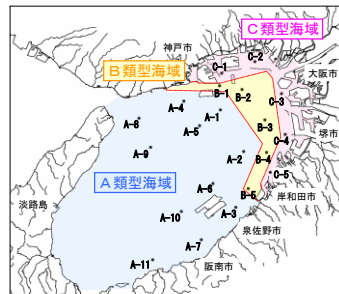 C類型海域
神戸市
C-2
B類型海域
C-1
大阪市
B-1
B-2
C-3
A-4
A-1
A-8
A-5
B-3
堺市
C-4
A-9
A-2
B-4
C-5
A類型海域
A-6
B-5
岸和田市
淡路島
A-10
A-3
泉佐野市
A-7
阪南市
A-11